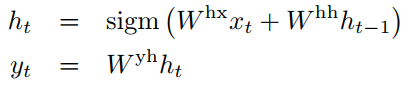 h_t = sigm (W^{hx} x_t + W^{hh} h_{t−1})
y_t = W^{yh} h_t